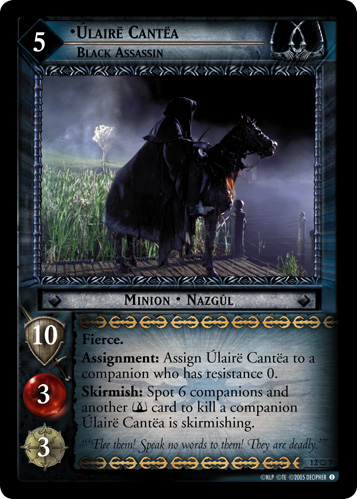 5
•Úlairë Cantëa
Black Assassin
Minion • Nazgûl
10
3
3
Fierce.
Assignment: Assign Úlairë Cantëa to a
companion who has resistance 0.
Skirmish: Spot 6 companions and
another card to kill a companion
Úlairë Cantëa is skirmishing.
“‘Flee them! Speak no words to them! They are deadly.’”
©NLP ©TE ©2005 DECIPHER
12